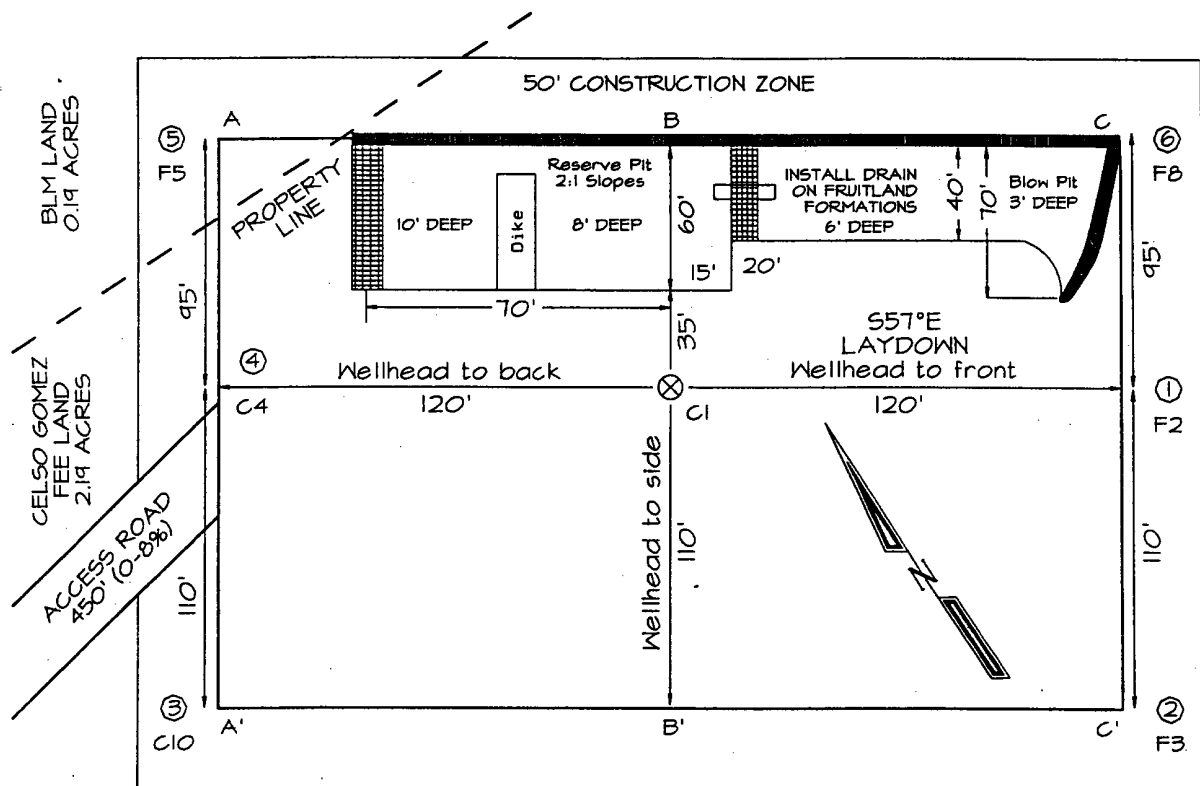 50' CONSTRUCTION ZONE
BLM LAND
0.19 ACRES
A
B
C
5
F5
6
F8
PROPERTY
LINE
Reserve Pit
2:1 Slopes
10' DEEP
Dike
8' DEEP
60'
15'
20'
INSTALL DRAIN
ON FRUITLAND
FORMATIONS
6' DEEP
40'
70'
Blow Pit
3' DEEP
95'
95'
70'
35'
S57°E
LAYDOWN
4
Wellhead to back
Wellhead to front
C4
120'
C1
120'
1
F2
CELSO GOMEZ
FEE LAND
2.19 ACRES
ACCESS ROAD
450' (0-8%)
110'
Wellhead to side
110'
N
110'
3
C10
A'
B'
C'
2
F3